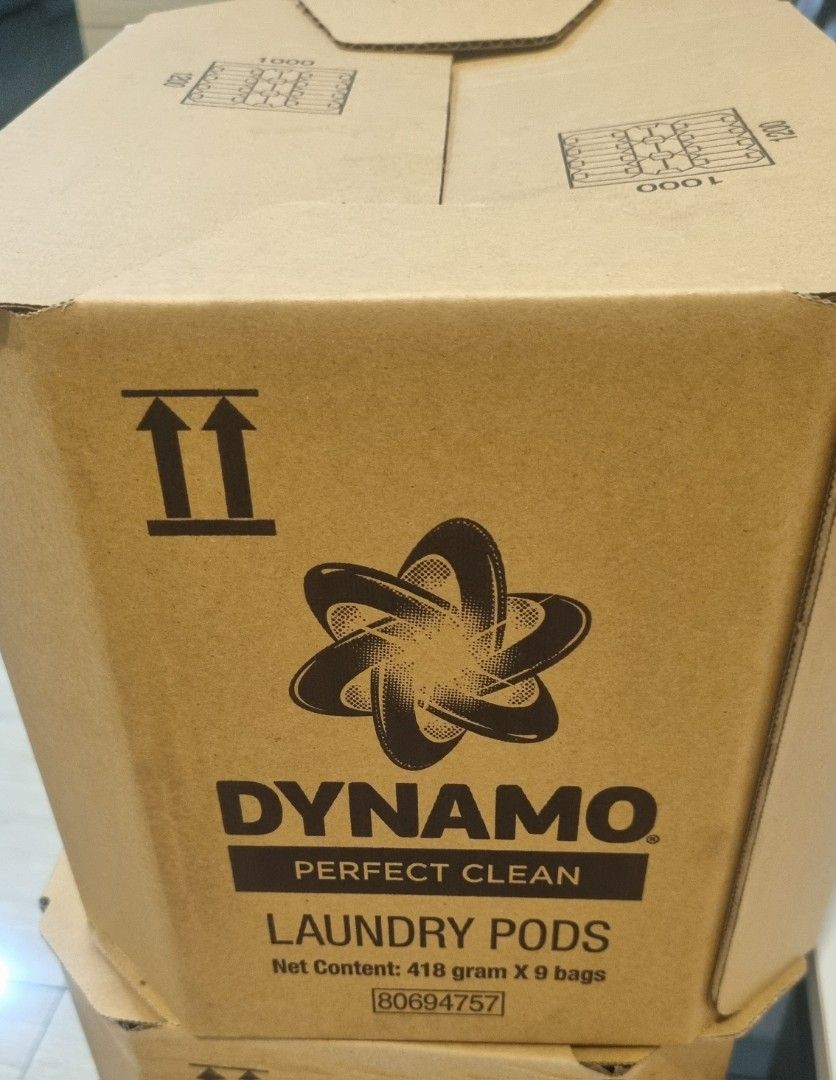 1000
1200
1200
1000
DYNAMO®
PERFECT CLEAN
LAUNDRY PODS
Net Content: 418 gram X 9 bags
80694757